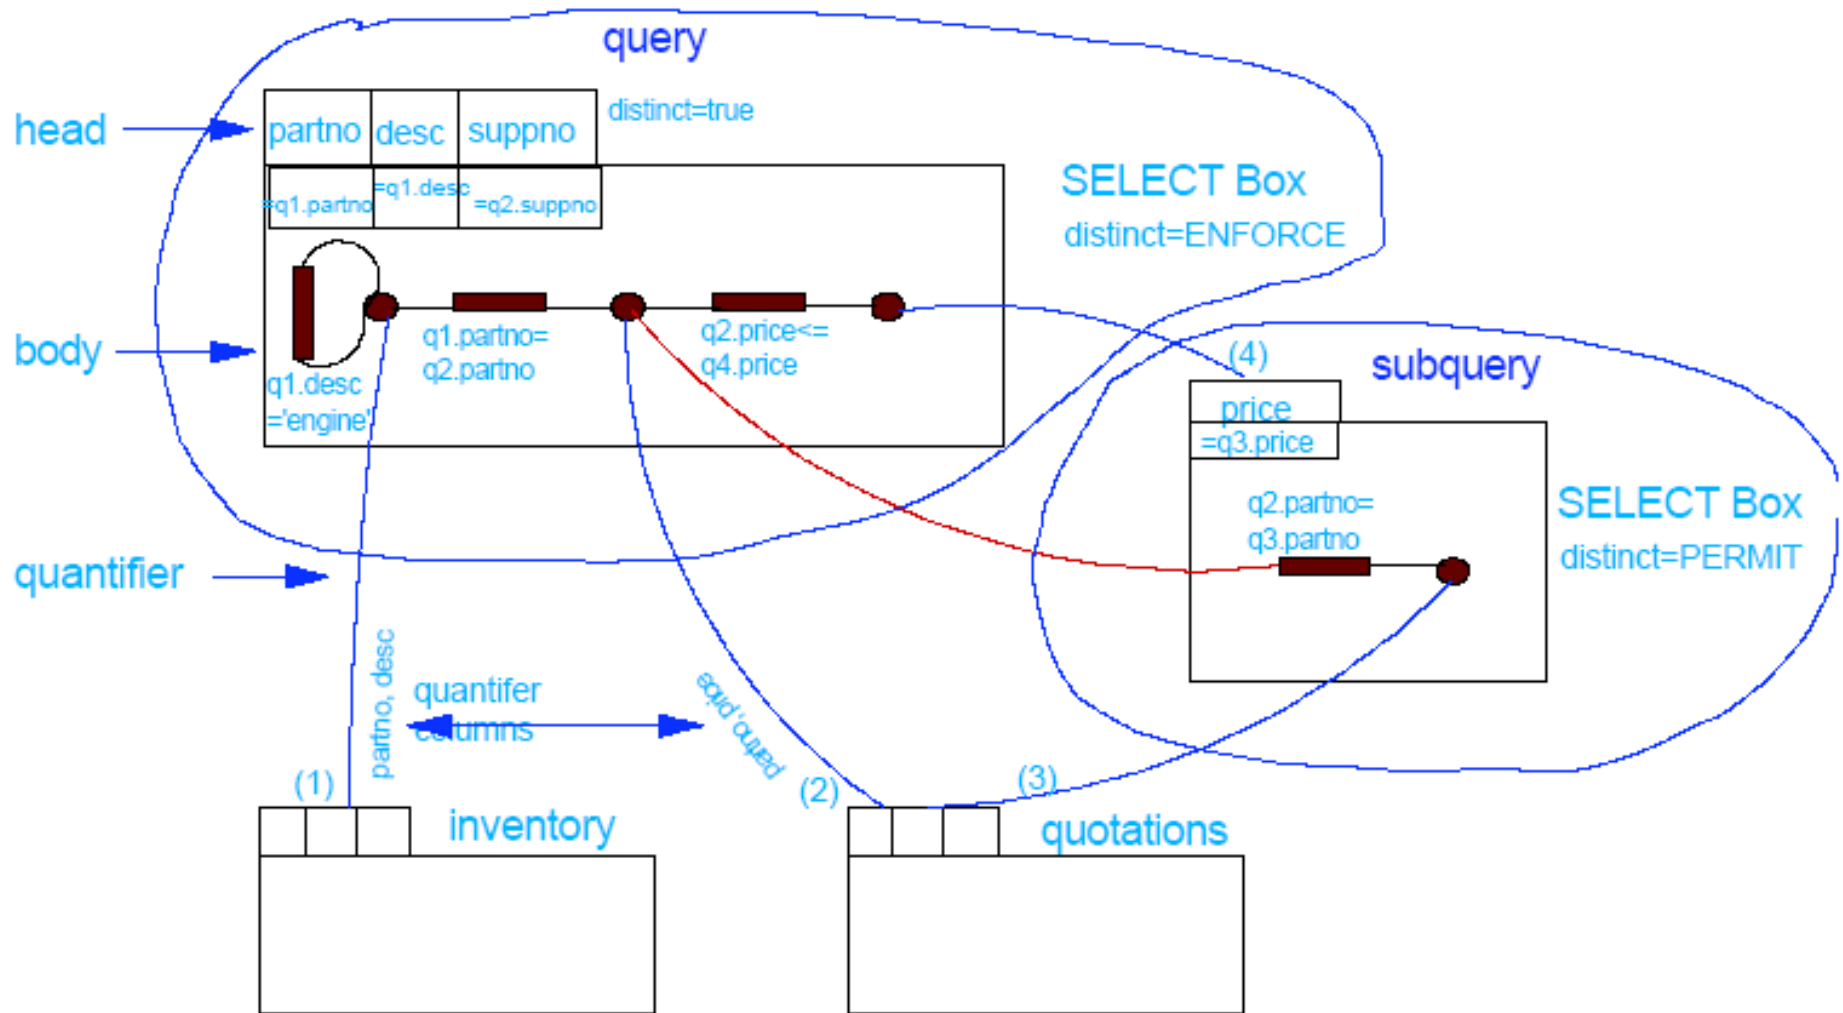 query
head
partno
desc
suppno
distinct=true
=q1.partno
=q1.desc
=q2.suppno
SELECT Box
distinct=ENFORCE
body
q1.desc
='engine'
q1.partno=
q2.partno
q2.price<=
q4.price
(4)
subquery
price
=q3.price
q2.partno=
q3.partno
SELECT Box
distinct=PERMIT
quantifier
partno, desc
quantifer
columns
partno, price
(1)
(2)
(3)
inventory
quotations